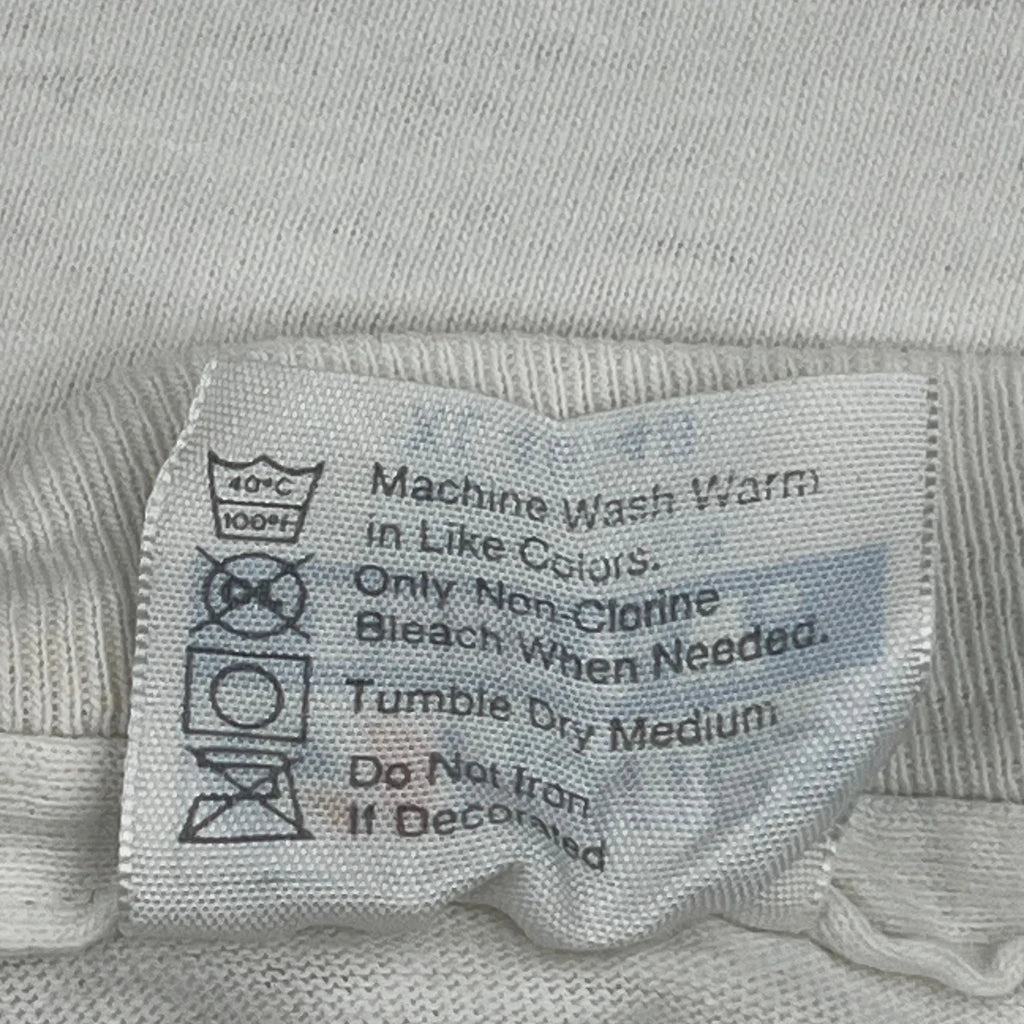 40°C
100°F
Machine Wash Warm
in Like Colors.
CL
Only Non-Clorine
Bleach When Needed.
Tumble Dry Medium
Do Not Iron
If Decorated